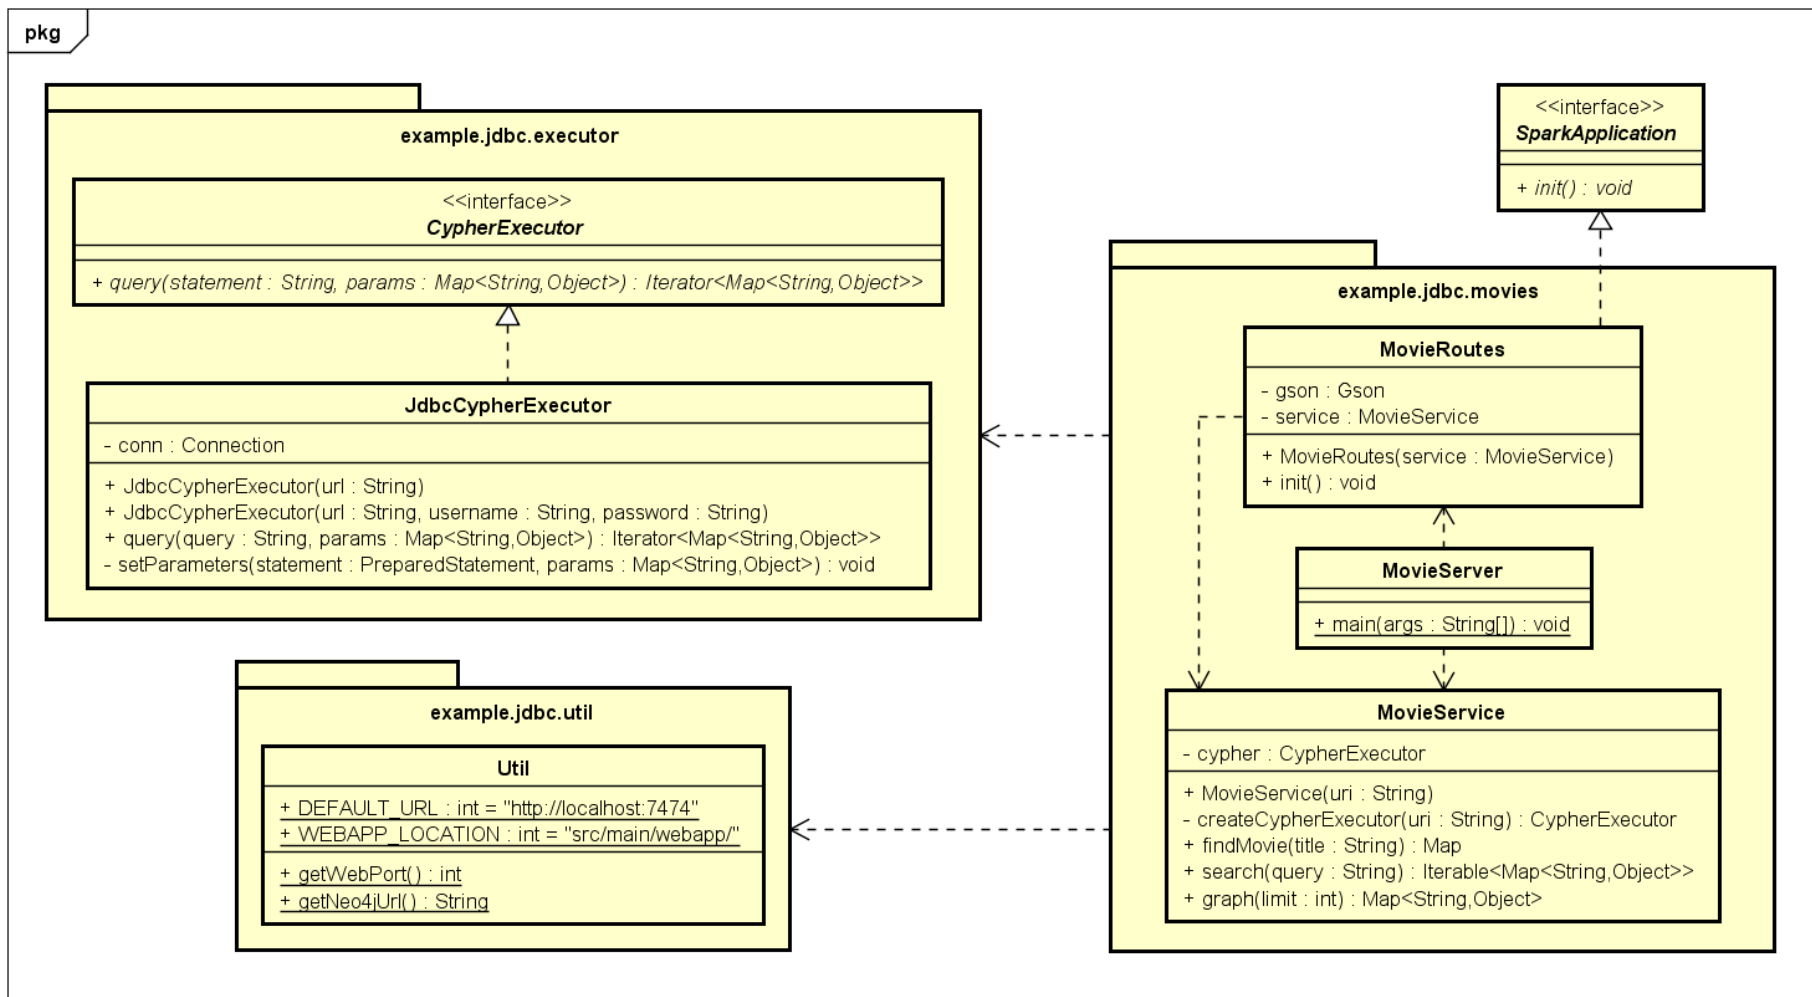 pkg
example.jdbc.executor
<<interface>>
CypherExecutor
+ query(statement : String, params : Map<String,Object>) : Iterator<Map<String,Object>>
JdbcCypherExecutor
- conn : Connection
+ JdbcCypherExecutor(url : String)
+ JdbcCypherExecutor(url : String, username : String, password : String)
+ query(query : String, params : Map<String,Object>) : Iterator<Map<String,Object>>
- setParameters(statement : PreparedStatement, params : Map<String,Object>) : void
example.jdbc.util
Util
+ DEFAULT_URL : int = "http://localhost:7474"
+ WEBAPP_LOCATION : int = "src/main/webapp/"
+ getWebPort() : int
+ getNeo4jUrl() : String
<<interface>>
SparkApplication
+ init() : void
example.jdbc.movies
MovieRoutes
- gson : Gson
- service : MovieService
+ MovieRoutes(service : MovieService)
+ init() : void
MovieServer
+ main(args : String[]) : void
MovieService
- cypher : CypherExecutor
+ MovieService(uri : String)
- createCypherExecutor(uri : String) : CypherExecutor
+ findMovie(title : String) : Map
+ search(query : String) : Iterable<Map<String,Object>>
+ graph(limit : int) : Map<String,Object>